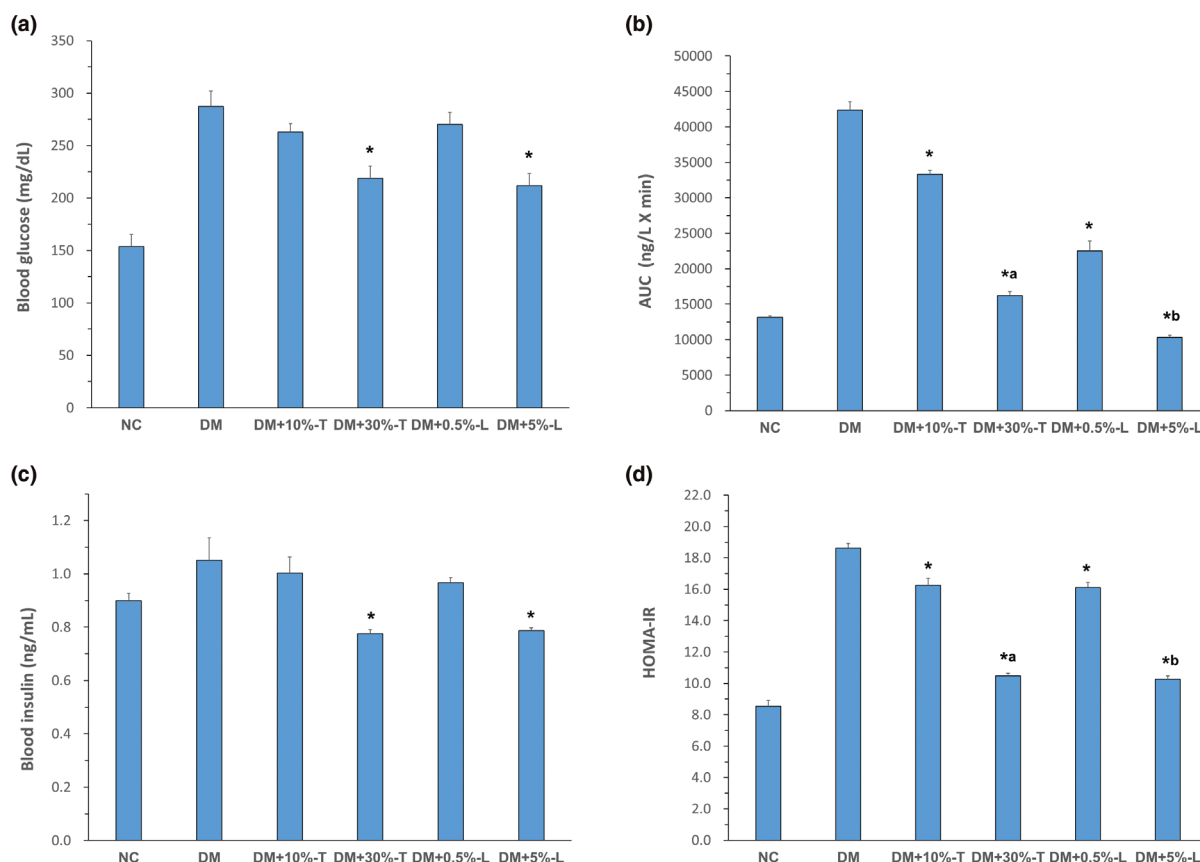 (a)
350
300
250
200
150
100
50
0
Blood glucose (mg/dL)
*
*
NC DM DM+10%-T DM+30%-T DM+0.5%-L DM+5%-L
(b)
50000
45000
40000
35000
30000
25000
20000
15000
10000
5000
0
AUC (ng/L X min)
*
*a
*
*b
NC DM DM+10%-T DM+30%-T DM+0.5%-L DM+5%-L
(c)
1.2
1.0
0.8
0.6
0.4
0.2
0.0
Blood insulin (ng/mL)
*
*
NC DM DM+10%-T DM+30%-T DM+0.5%-L DM+5%-L
(d)
22.0
20.0
18.0
16.0
14.0
12.0
10.0
8.0
6.0
4.0
2.0
0.0
HOMA-IR
*
*a
*
*b
NC DM DM+10%-T DM+30%-T DM+0.5%-L DM+5%-L